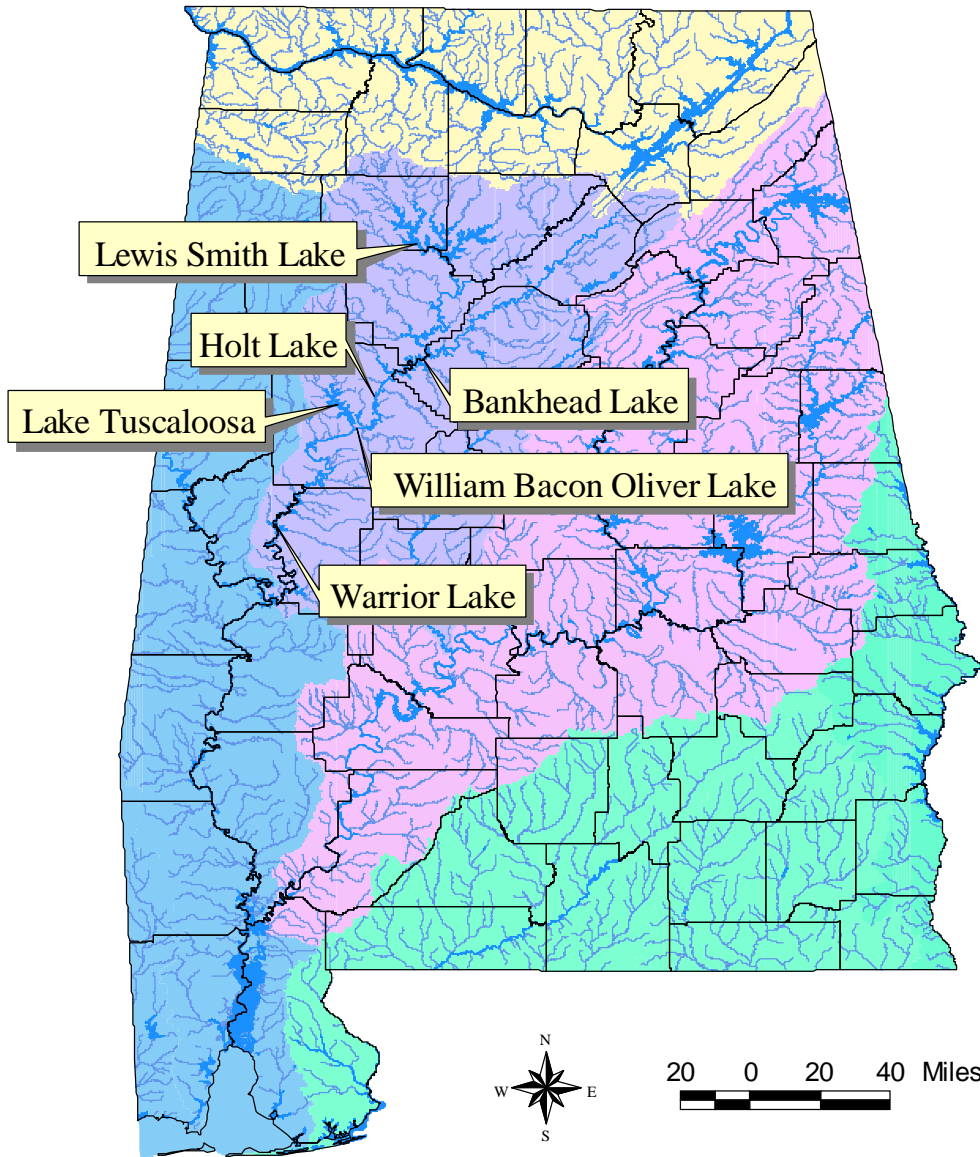 Lewis Smith Lake
Holt Lake
Bankhead Lake
Lake Tuscaloosa
William Bacon Oliver Lake
Warrior Lake
N
W E
S
20 0 20 40 Miles